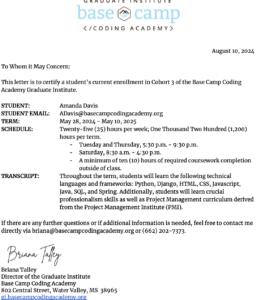 GRADUATE INSTITUTE
base camp
</CODING ACADEMY>
August 10, 2024
To Whom It May Concern:
This letter is to certify a student's current enrollment in Cohort 3 of the Base Camp Coding
Academy Graduate Institute.
STUDENT: Amanda Davis
STUDENT EMAIL: ADavis@basecampcodingacademy.org
TERM: May 28, 2024 - May 10, 2025
SCHEDULE: Twenty-five (25) hours per week; One Thousand Two Hundred (1,200)
hours per term.
- Tuesday and Thursday, 5:30 p.m. - 9:30 p.m.
- Saturday, 8:30 a.m. - 4 p.m.
- A minimum of ten (10) hours of required coursework completion
outside of class.
TRANSCRIPT: Throughout the term, students will learn the following technical
languages and frameworks: Python, Django, HTML, CSS, Javascript,
Java, SQL, and Spring. Additionally, students will learn crucial
professionalism skills as well as Project Management curriculum derived
from the Project Management Institute (PMI).
If there are any further questions or if additional information is needed, feel free to contact me
directly via briana@basecampcodingacademy.org or (662) 202-7373.
Briana Talley
Briana Talley
Director of the Graduate Institute
Base Camp Coding Academy
802 Central Street, Water Valley, MS 38965
gi.basecampcodingacademy.org